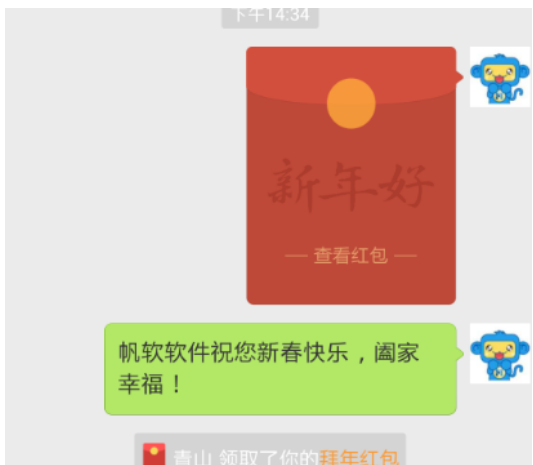 下午14:34
新年好
查看红包
帆软软件祝您新春快乐，阖家
幸福！
青山 领取了你的拜年红包